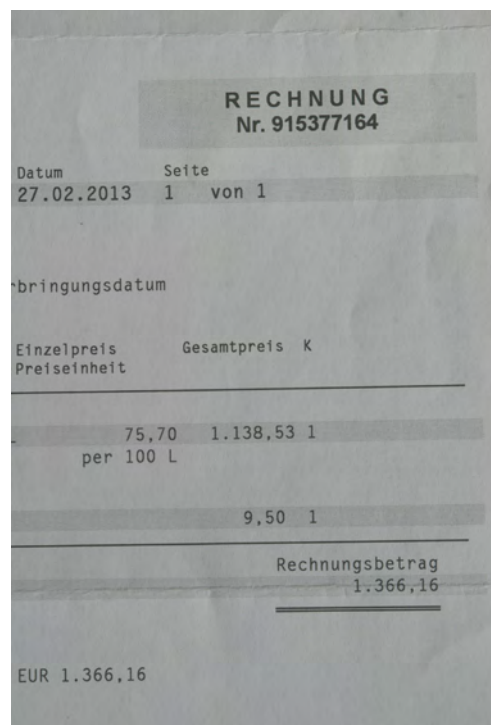 RECHNUNG
Nr. 915377164
Datum Seite
27.02.2013 1 von 1
rbringungsdatum
Einzelpreis Gesamtpreis K
Preiseinheit
75,70 1.138,53 1
per 100 L
9,50 1
Rechnungsbetrag
1.366,16
EUR 1.366,16